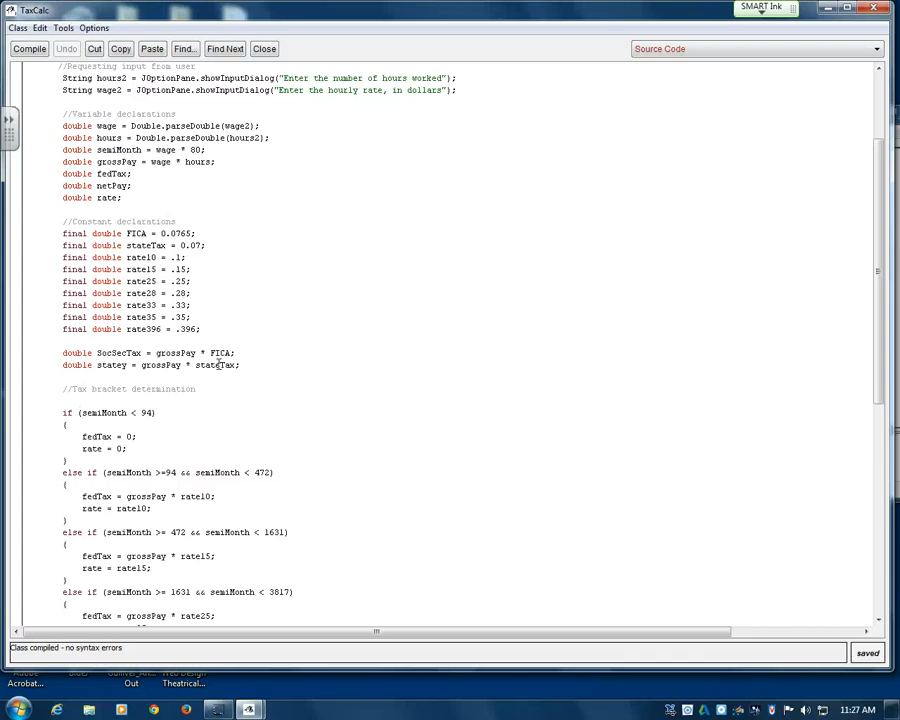 TaxCalc
SMART Ink
Class Edit Tools Options
Compile Undo Cut Copy Paste Find... Find Next Close
Source Code
//Requesting input from user
String hours2 = JOptionPane.showInputDialog("Enter the number of hours worked");
String wage2 = JOptionPane.showInputDialog("Enter the hourly rate, in dollars");
//Variable declarations
double wage = Double.parseDouble(wage2);
double hours = Double.parseDouble(hours2);
double semiMonth = wage * 80;
double grossPay = wage * hours;
double fedTax;
double netPay;
double rate;
//Constant declarations
final double FICA = 0.0765;
final double stateTax = 0.07;
final double rate10 = .1;
final double rate15 = .15;
final double rate25 = .25;
final double rate28 = .28;
final double rate33 = .33;
final double rate35 = .35;
final double rate396 = .396;
double SocSecTax = grossPay * FICA;
double statey = grossPay * stateTax;
//Tax bracket determination
if (semiMonth < 94)
{
fedTax = 0;
rate = 0;
}
else if (semiMonth >=94 && semiMonth < 472)
{
fedTax = grossPay * rate10;
rate = rate10;
}
else if (semiMonth >= 472 && semiMonth < 1631)
{
fedTax = grossPay * rate15;
rate = rate15;
}
else if (semiMonth >= 1631 && semiMonth < 3817)
{
fedTax = grossPay * rate25;
Class compiled - no syntax errors
saved
Acrobat...
Out
Theatrical...
11:27 AM